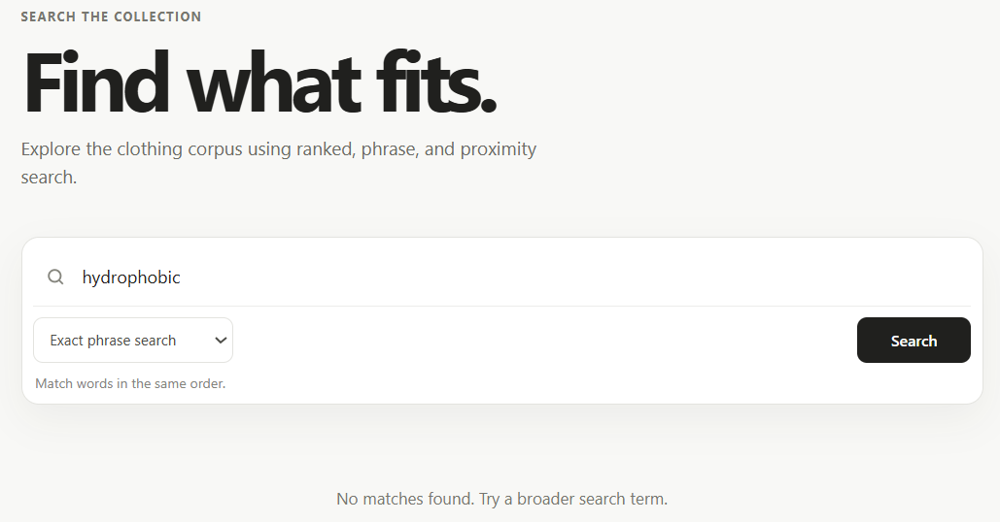 SEARCH THE COLLECTION
Find what fits.
Explore the clothing corpus using ranked, phrase, and proximity
search.
hydrophobic
Exact phrase search
Search
Match words in the same order.
No matches found. Try a broader search term.